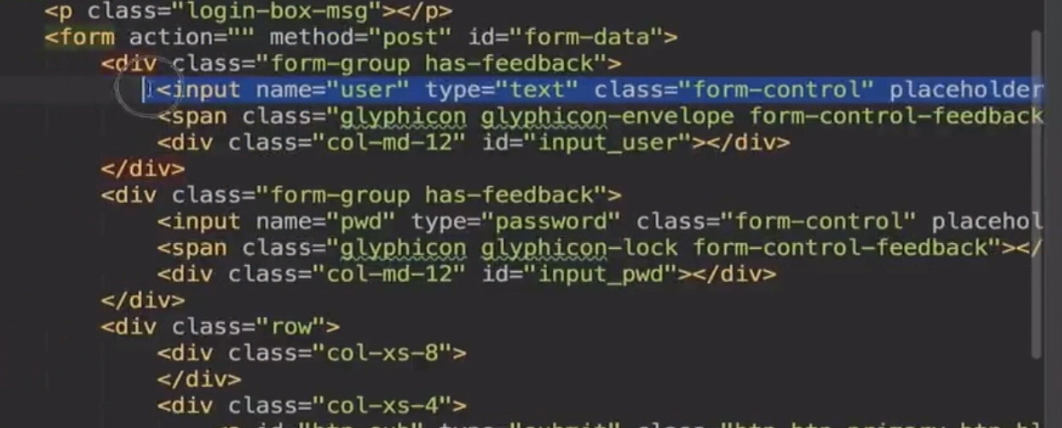 <p class="login-box-msg"></p>
<form action="" method="post" id="form-data">
<div class="form-group has-feedback">
<input name="user" type="text" class="form-control" placeholder
<span class="glyphicon glyphicon-envelope form-control-feedback
<div class="col-md-12" id="input_user"></div>
</div>
<div class="form-group has-feedback">
<input name="pwd" type="password" class="form-control" placehol
<span class="glyphicon glyphicon-lock form-control-feedback"></
<div class="col-md-12" id="input_pwd"></div>
</div>
<div class="row">
<div class="col-xs-8">
</div>
<div class="col-xs-4">